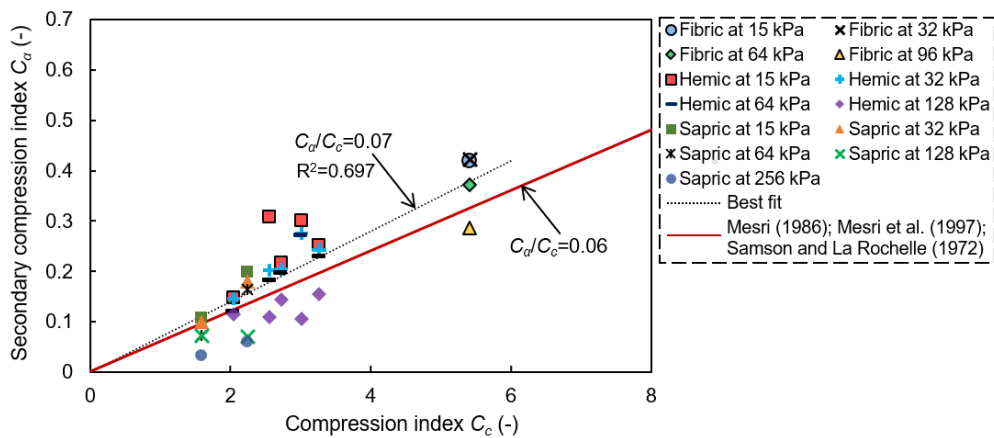 Secondary compression index Cα (-)
0.7
0.6
0.5
0.4
0.3
0.2
0.1
0
0 2 4 6 8
Compression index Cc (-)
Cα/Cc=0.07
R²=0.697
Cα/Cc=0.06
Fibric at 15 kPa Fibric at 32 kPa
Fibric at 64 kPa Fibric at 96 kPa
Hemic at 15 kPa Hemic at 32 kPa
Hemic at 64 kPa Hemic at 128 kPa
Sapric at 15 kPa Sapric at 32 kPa
Sapric at 64 kPa Sapric at 128 kPa
Sapric at 256 kPa
Best fit
Mesri (1986); Mesri et al. (1997);
Samson and La Rochelle (1972)